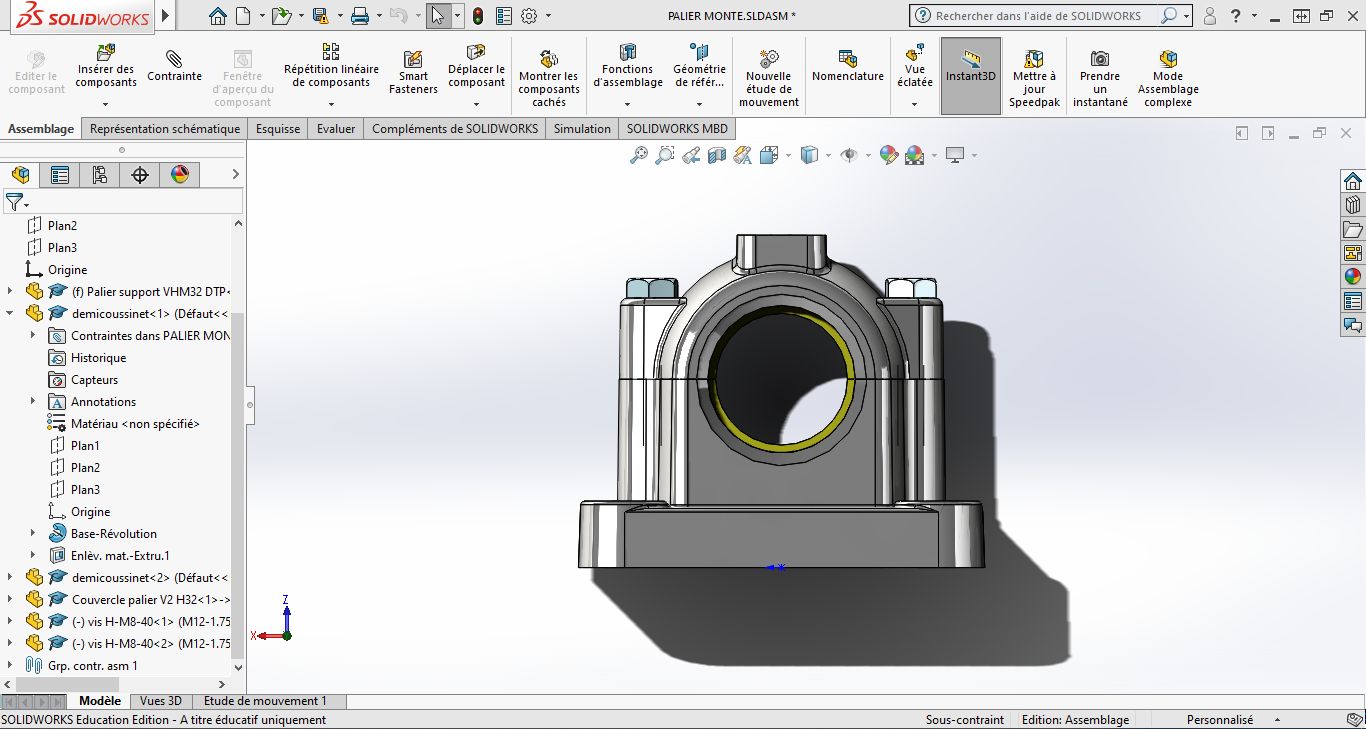 SOLIDWORKS
PALIER MONTE.SLDASM *
Rechercher dans l'aide de SOLIDWORKS
?
Editer le composant
Insérer des composants
Contrainte
Fenêtre d'aperçu du composant
Répétition linéaire de composants
Smart Fasteners
Déplacer le composant
Montrer les composants cachés
Fonctions d'assemblage
Géométrie de référ...
Nouvelle étude de mouvement
Nomenclature
Vue éclatée
Instant3D
Mettre à jour Speedpak
Prendre un instantané
Mode Assemblage complexe
Assemblage
Représentation schématique
Esquisse
Evaluer
Compléments de SOLIDWORKS
Simulation
SOLIDWORKS MBD
Plan2
Plan3
Origine
(f) Palier support VHM32 DTP<
demicoussinet<1> (Défaut<<
Contraintes dans PALIER MON
Historique
Capteurs
Annotations
Matériau <non spécifié>
Plan1
Plan2
Plan3
Origine
Base-Révolution
Enlèv. mat.-Extru.1
demicoussinet<2> (Défaut<<
Couvercle palier V2 H32<1>->
(-) vis H-M8-40<1> (M12-1.75
(-) vis H-M8-40<2> (M12-1.75
Grp. contr. asm 1
Z
X
Modèle
Vues 3D
Etude de mouvement 1
SOLIDWORKS Education Edition - A titre éducatif uniquement
Sous-contraint
Edition: Assemblage
Personnalisé